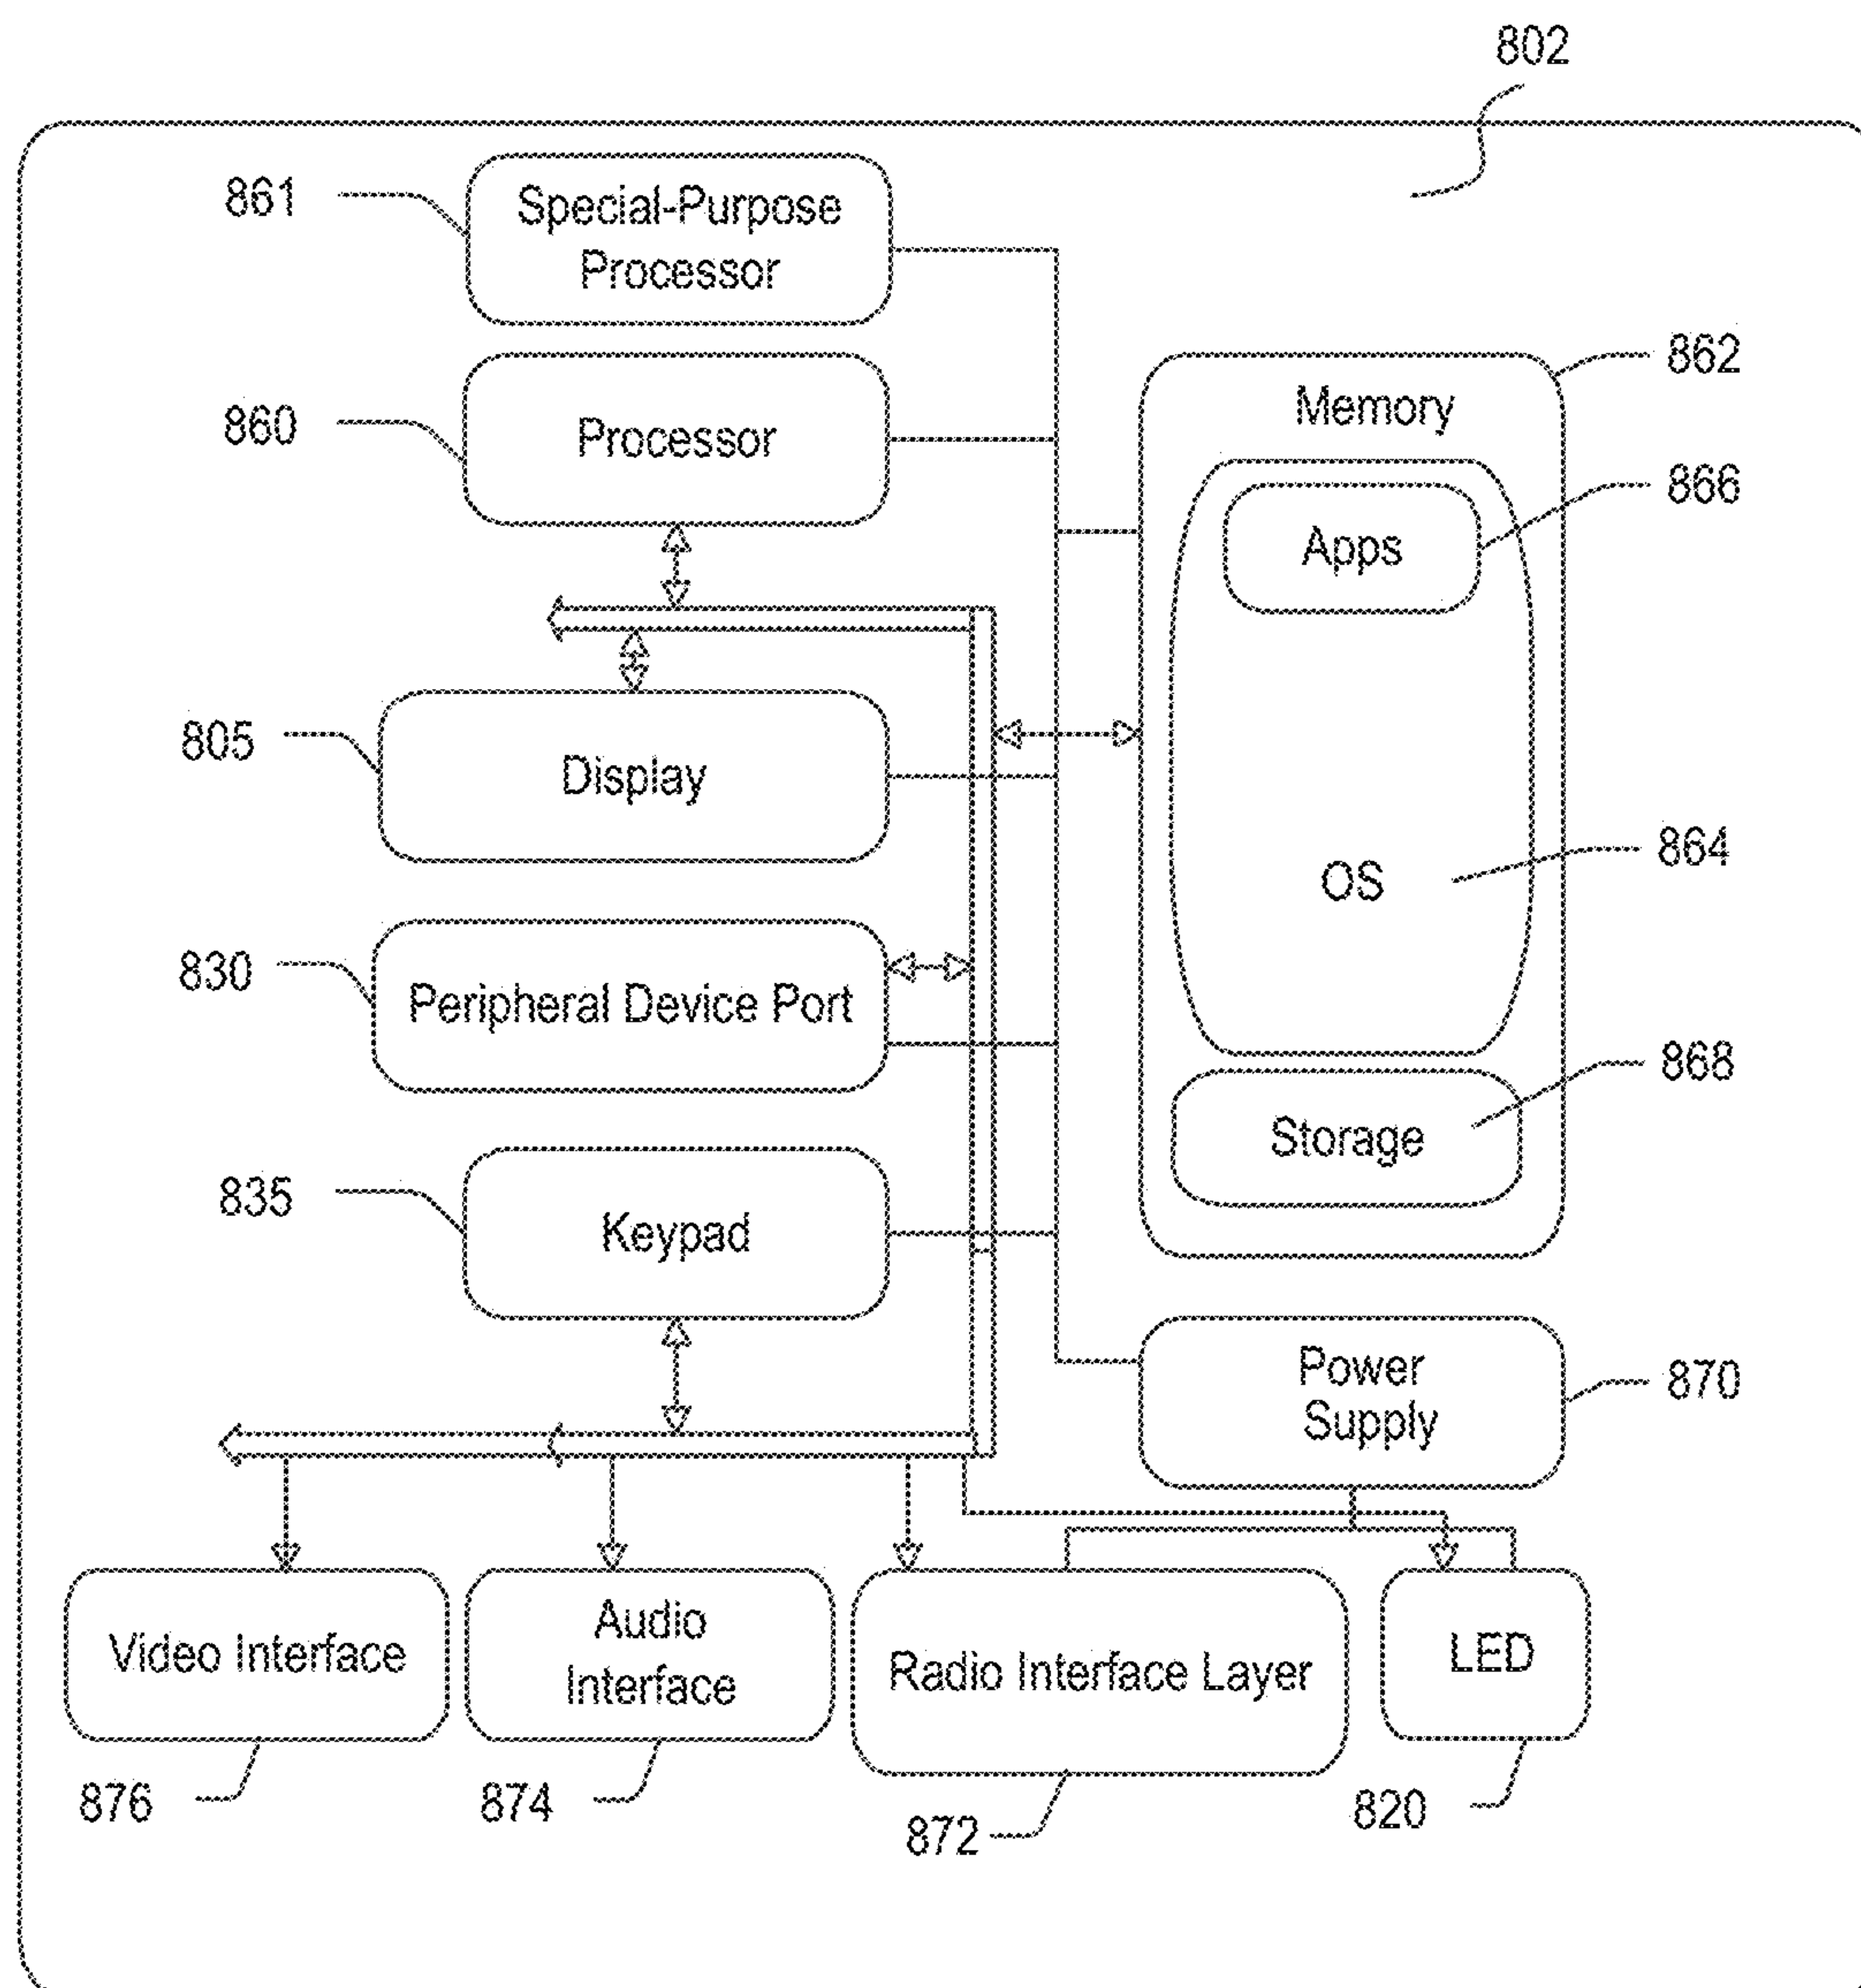 802
861
Special-Purpose
Processor
862
Memory
860
Processor
866
Apps
805
Display
864
OS
830
Peripheral Device Port
868
Storage
835
Keypad
Power
Supply
870
Video Interface
Audio
Interface
Radio Interface Layer
LED
876
874
872
820